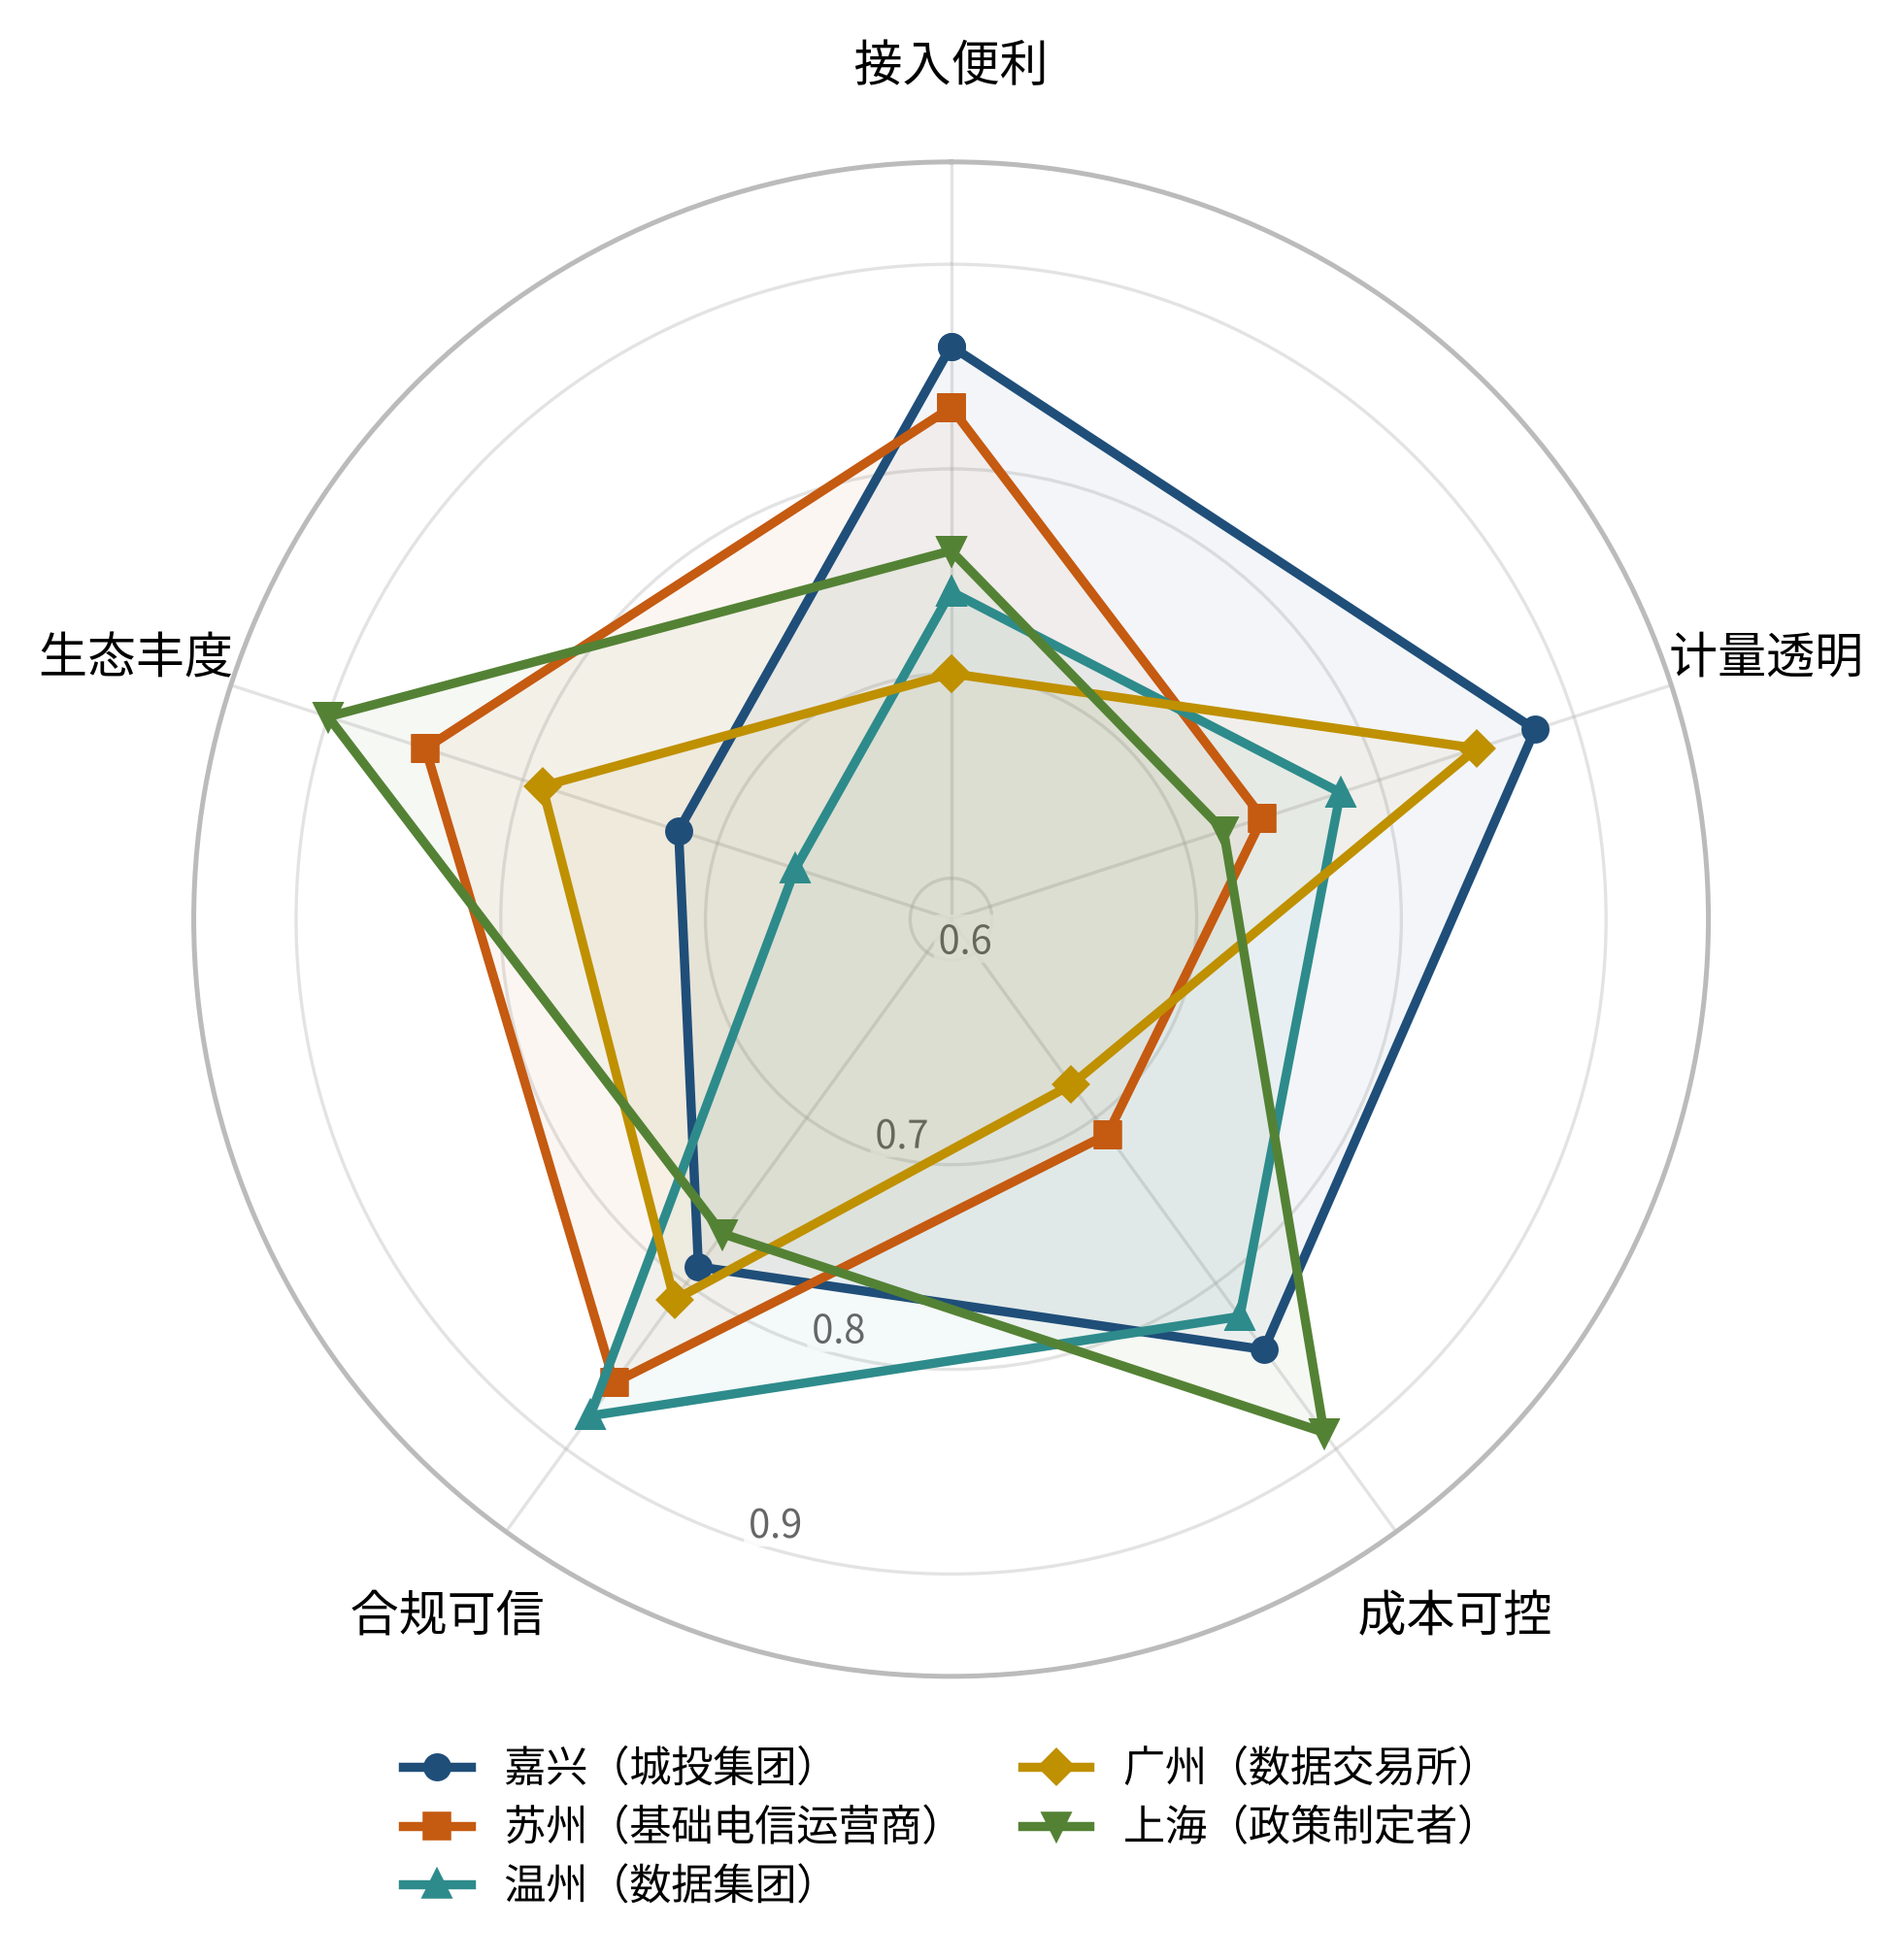 接入便利
生态丰度
计量透明
0.6
0.7
0.8
0.9
合规可信
成本可控
嘉兴（城投集团）
苏州（基础电信运营商）
温州（数据集团）
广州（数据交易所）
上海（政策制定者）